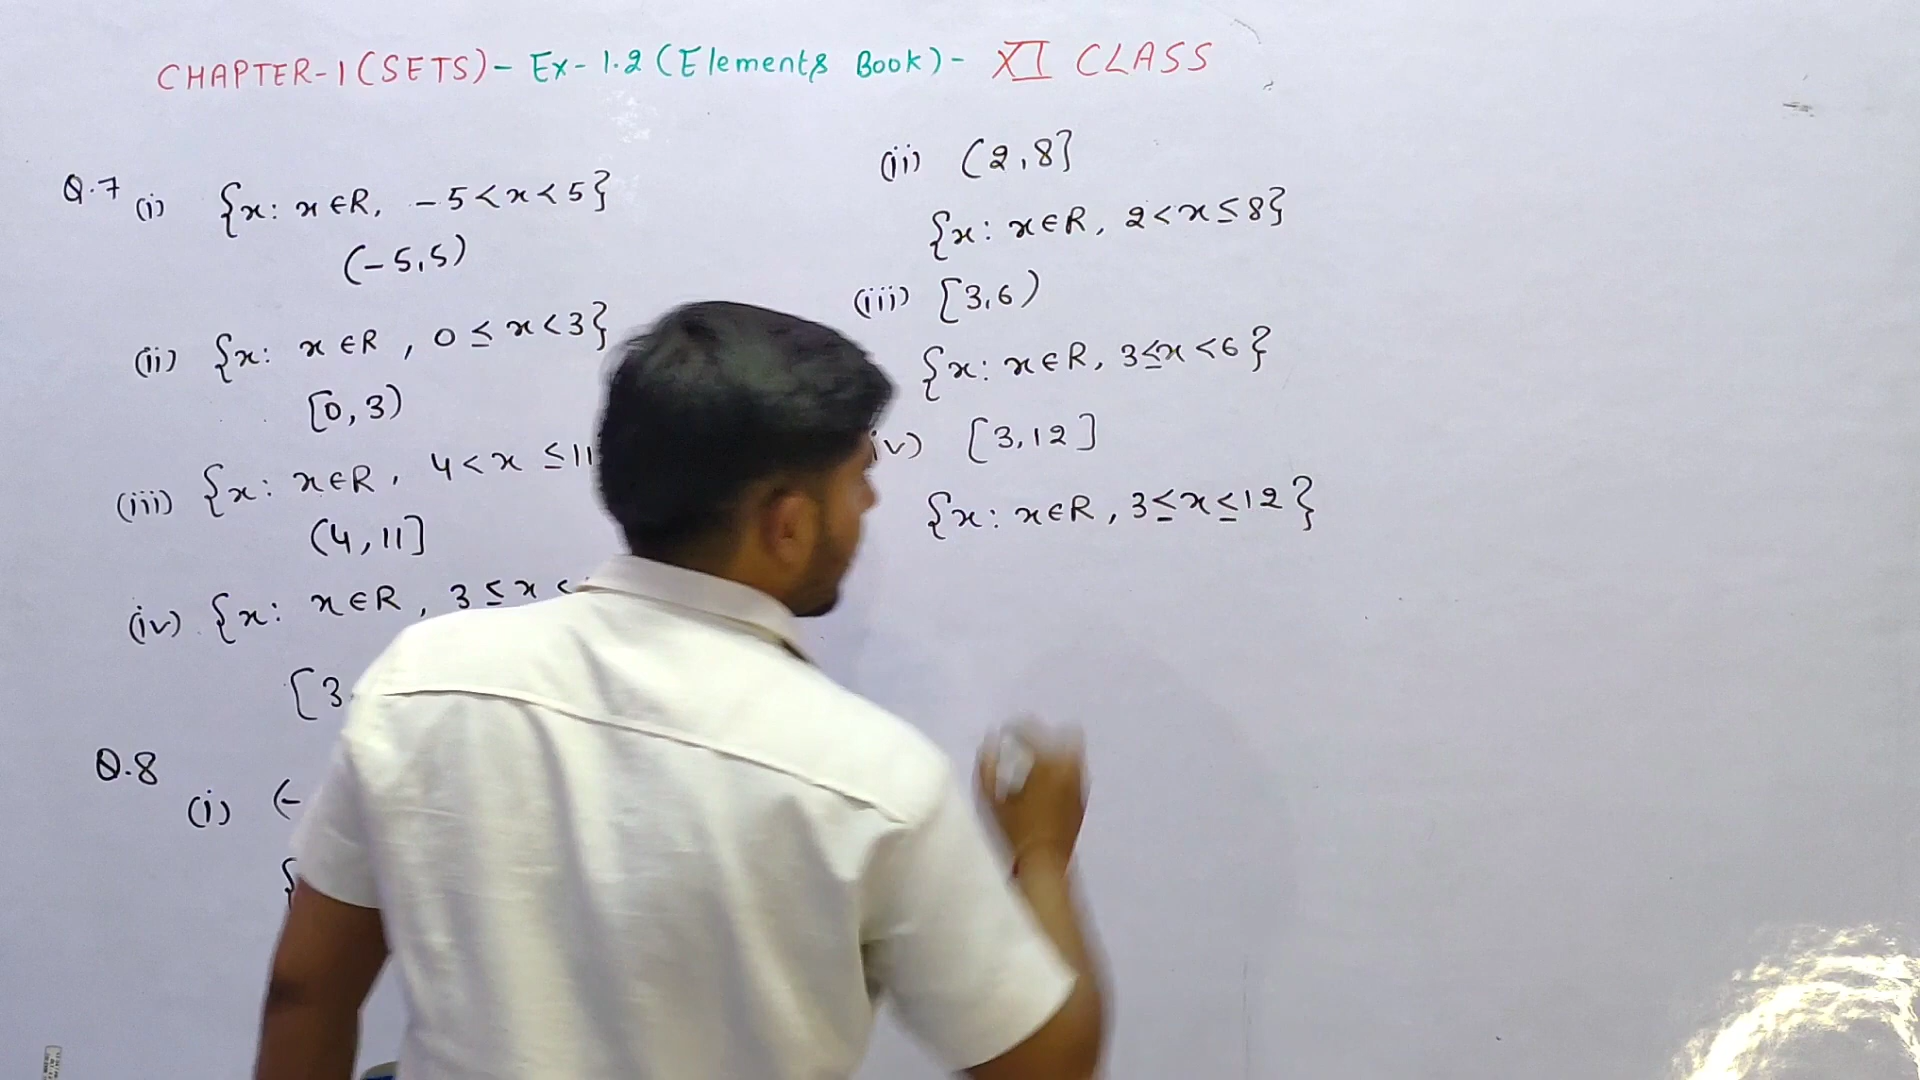 CHAPTER-1 (SETS) - Ex-1.2 (Elements Book) - XI CLASS
Q.7 (i) {x: x∈R, -5<x<5}
(-5,5)
(ii) {x: x∈R, 0≤x<3}
[0,3)
(iii) {x: x∈R, 4<x≤11
(4,11]
(iv) {x: x∈R, 3≤x
[3
Q.8
(i) (-
{
(ii) (2,8]
{x: x∈R, 2<x≤8}
(iii) [3,6)
{x: x∈R, 3≤x<6}
iv) [3,12]
{x: x∈R, 3≤x≤12}